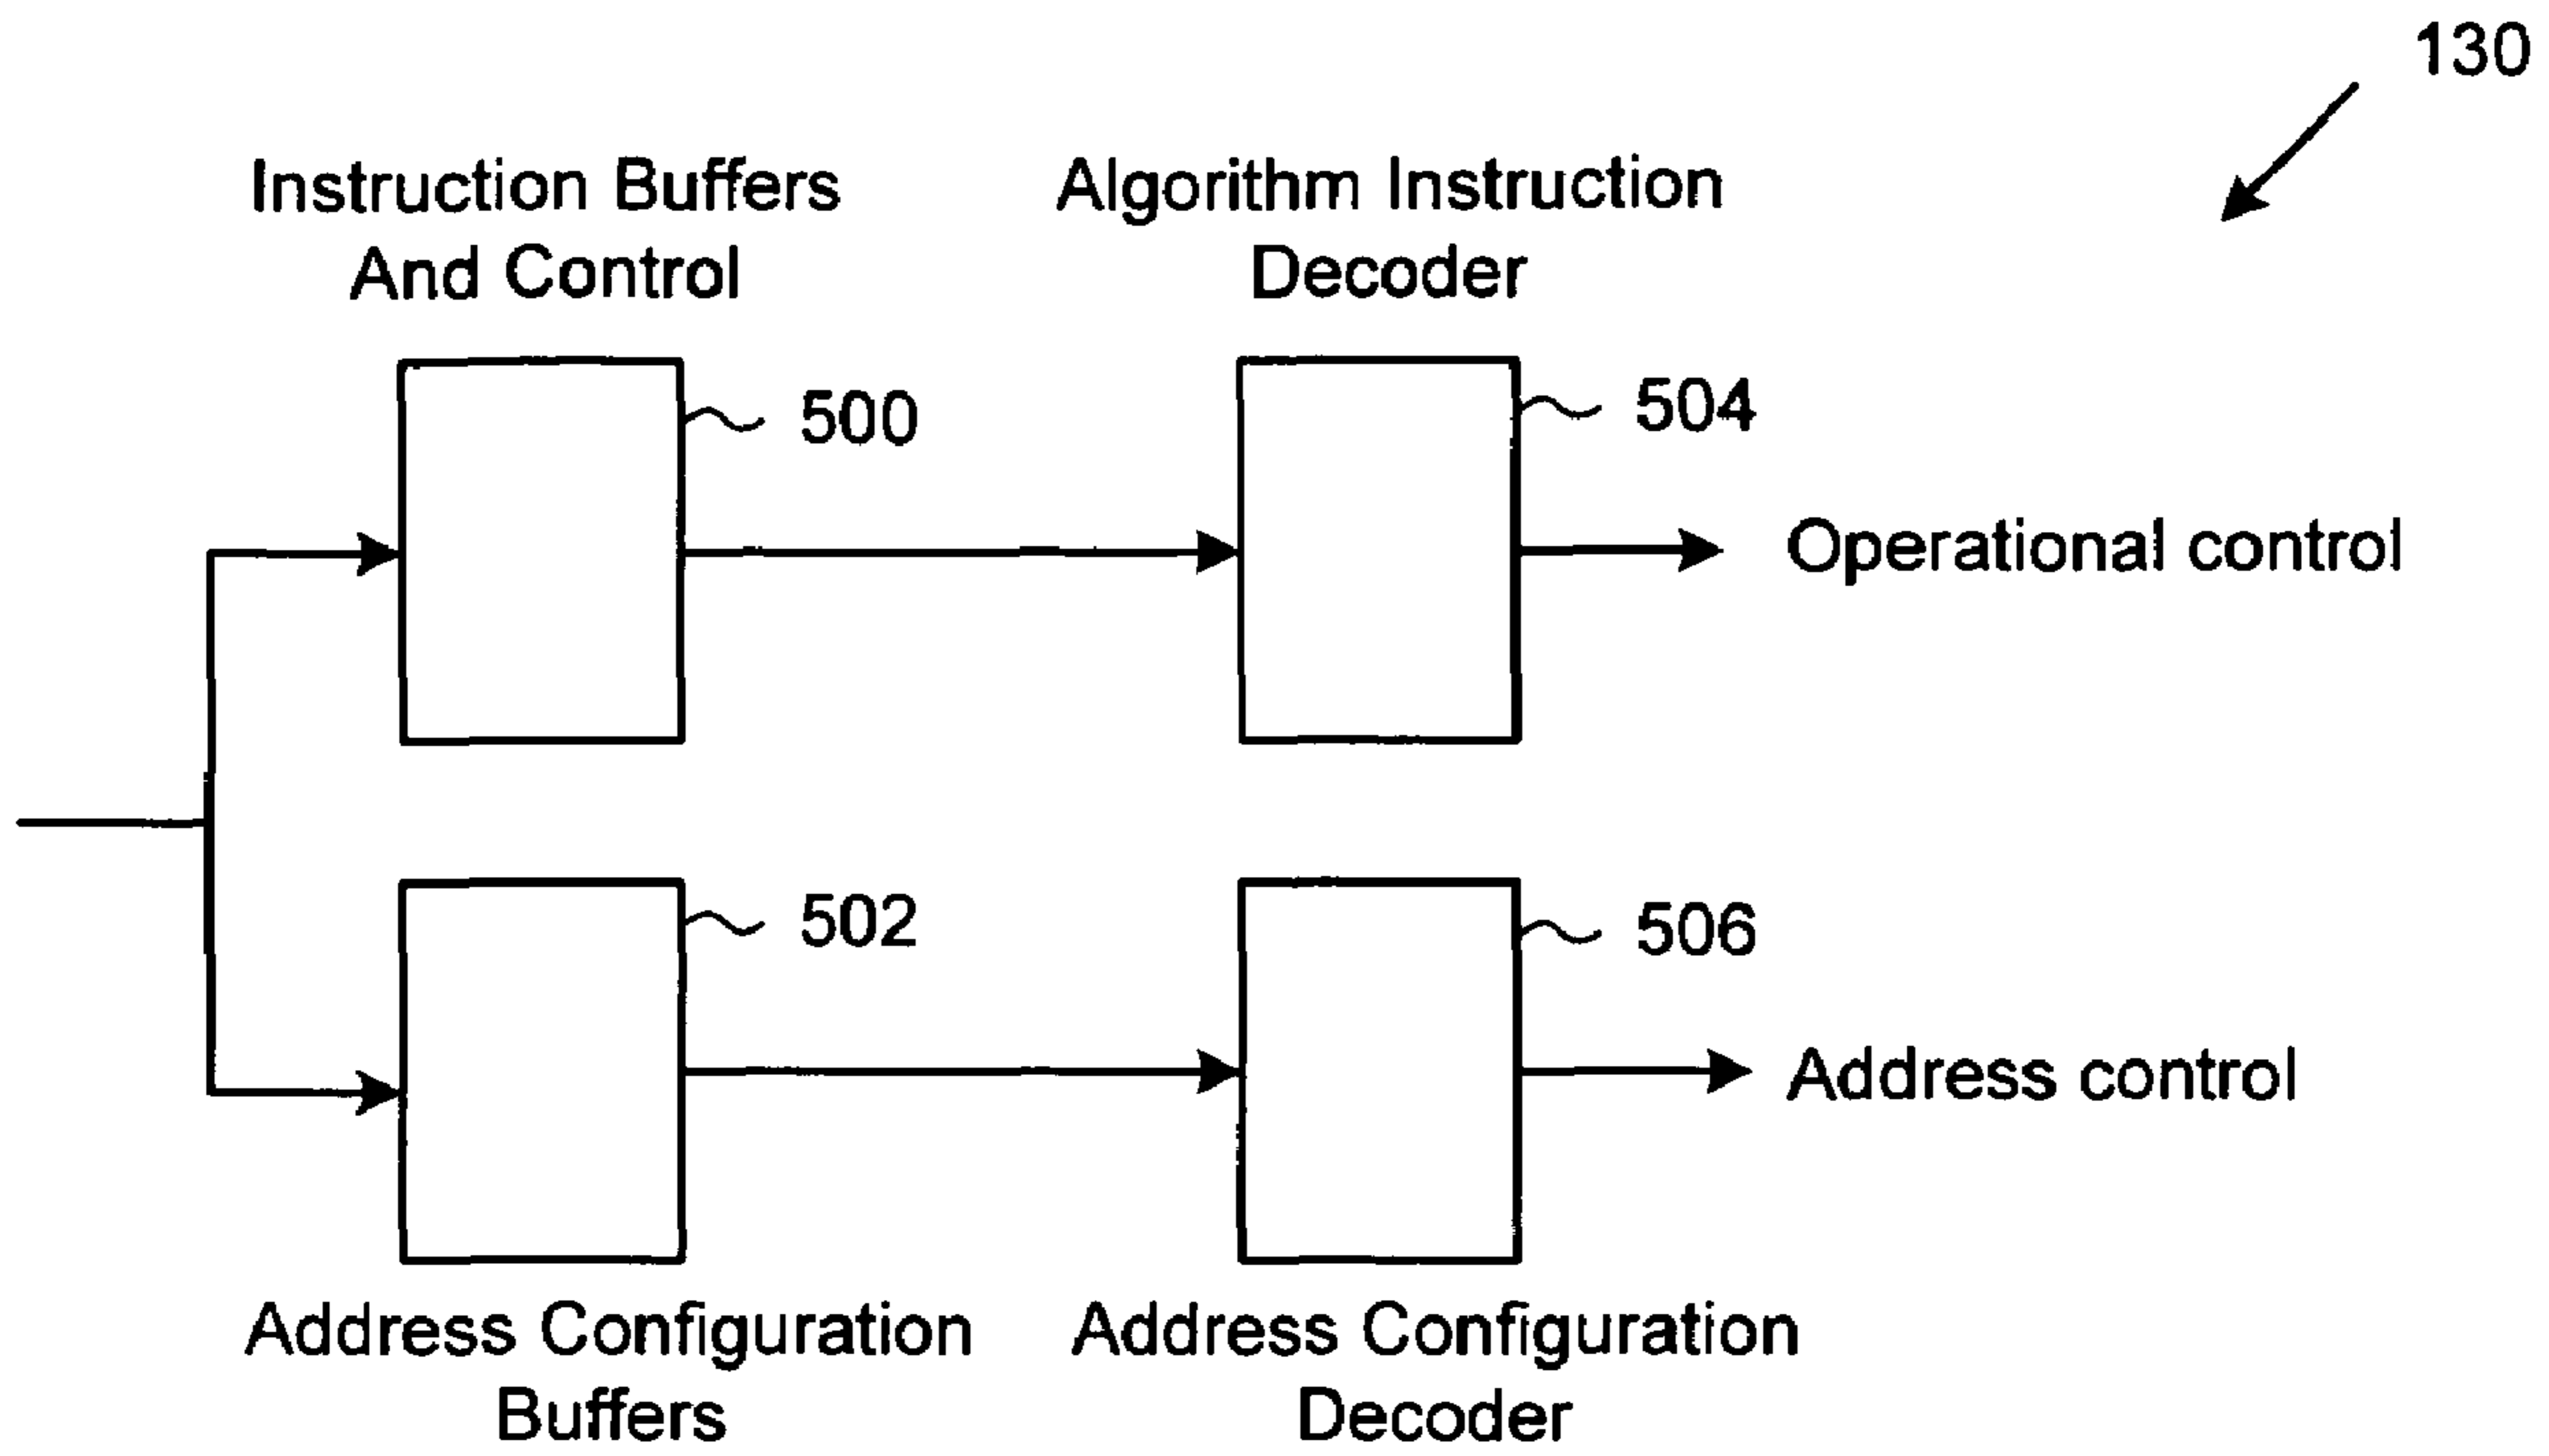 130
Instruction Buffers
And Control
Algorithm Instruction
Decoder
500
504
Operational control
502
506
Address control
Address Configuration
Buffers
Address Configuration
Decoder